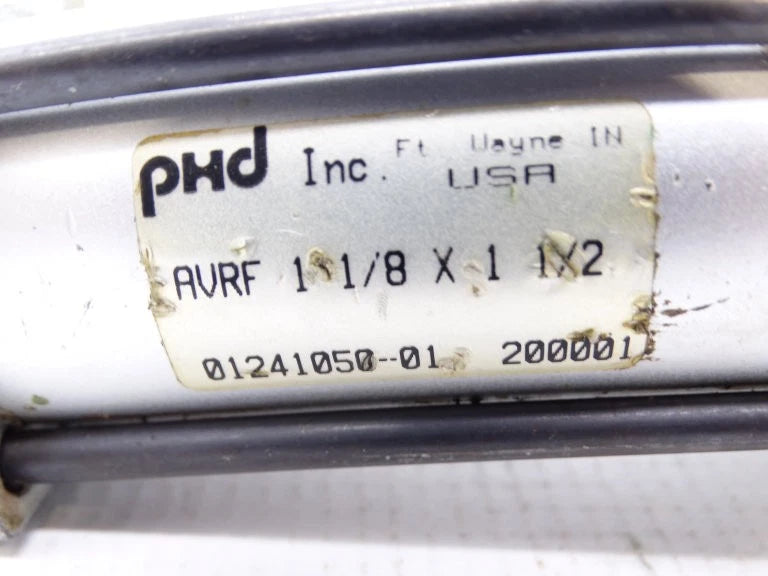 PHD Inc. Ft Wayne IN
USA
AVRF 1 1/8 X 1 1/2
01241050-01 200001